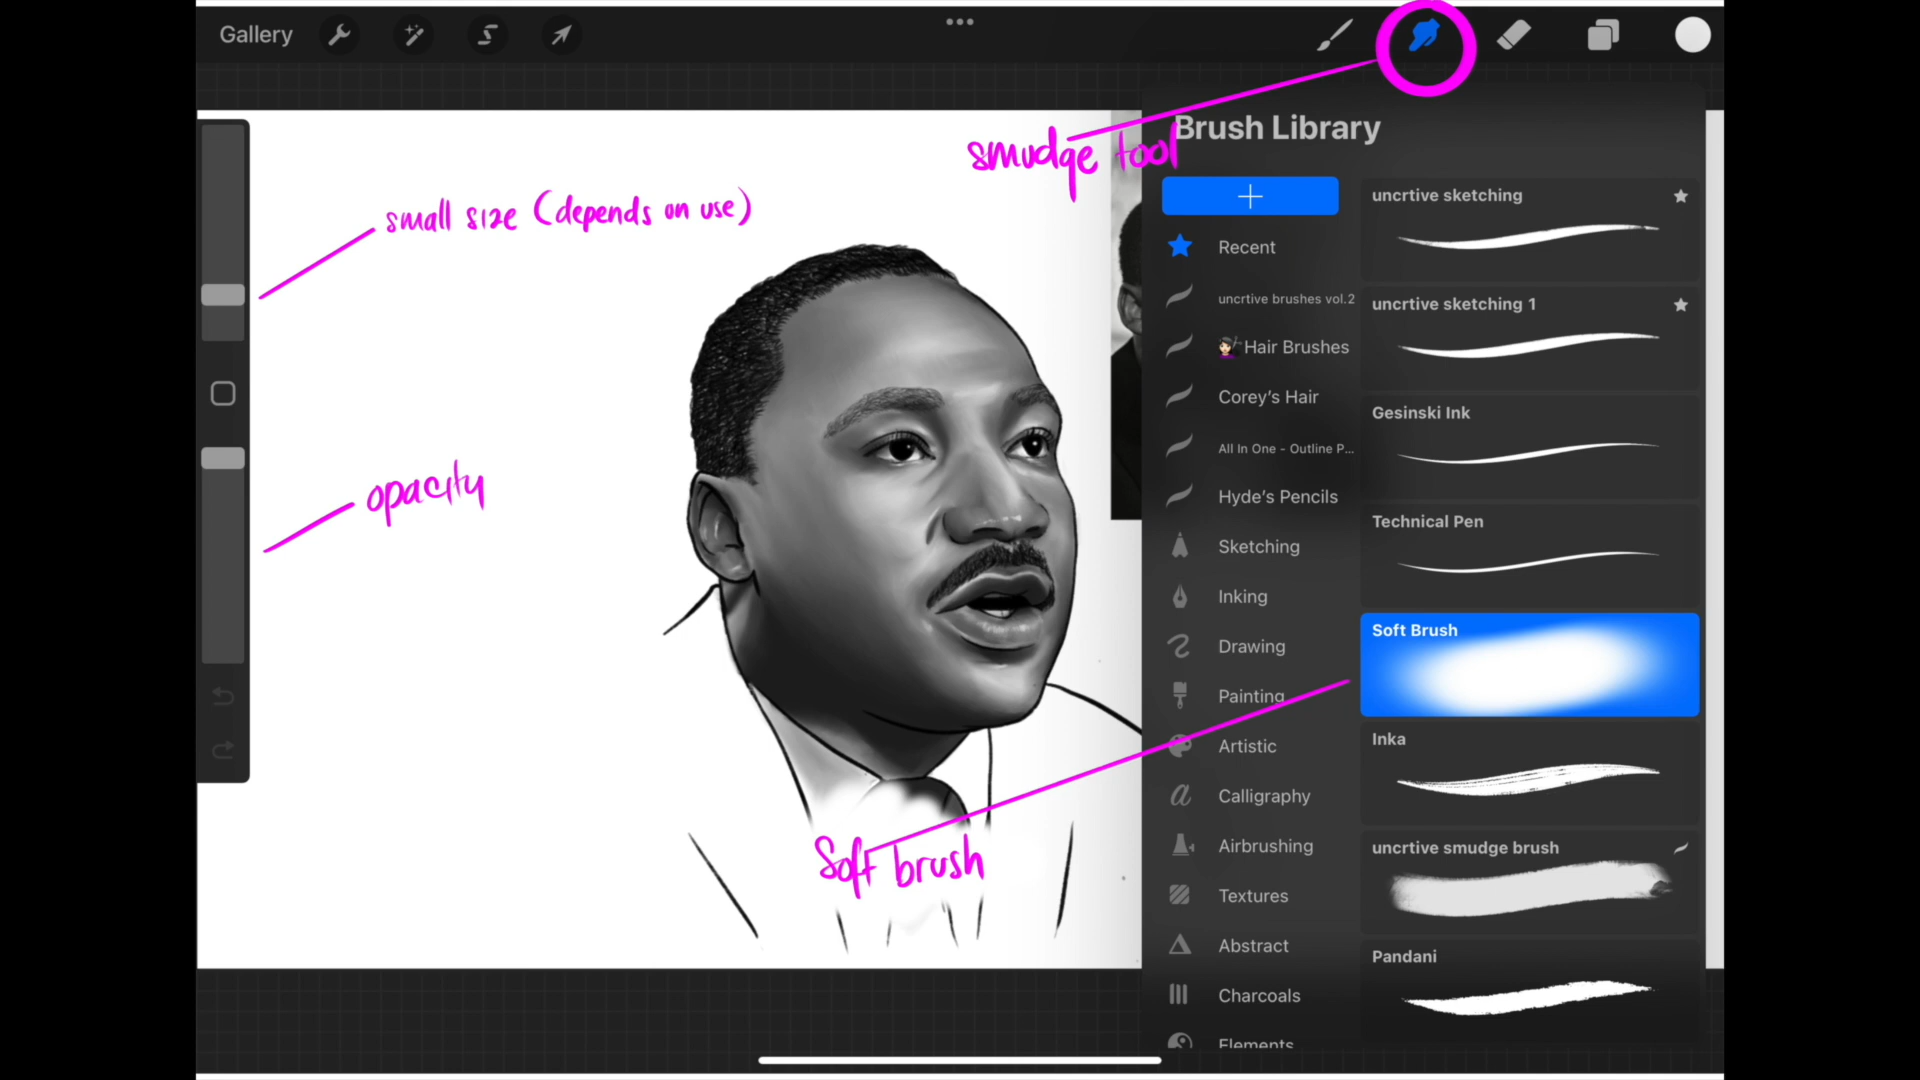 Gallery
smudge tool
Brush Library
small size (depends on use)
opacity
Soft brush
Recent
uncrtive brushes vol.2
Hair Brushes
Corey's Hair
All In One - Outline P...
Hyde's Pencils
Sketching
Inking
Drawing
Painting
Artistic
Calligraphy
Airbrushing
Textures
Abstract
Charcoals
Elements
uncrtive sketching
uncrtive sketching 1
Gesinski Ink
Technical Pen
Soft Brush
Inka
uncrtive smudge brush
Pandani